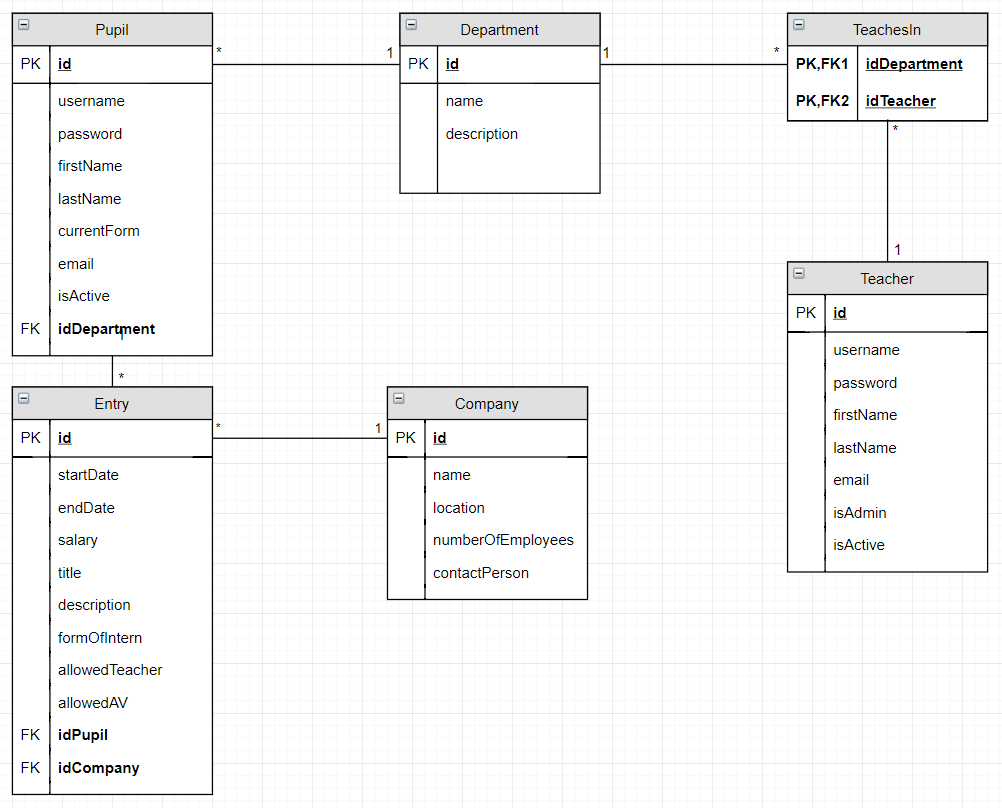 Pupil
PK id
username
password
firstName
lastName
currentForm
email
isActive
FK idDepartment
* 1
Department
PK id
name
description
1 *
TeachesIn
PK,FK1 idDepartment
PK,FK2 idTeacher
*
1
Teacher
PK id
username
password
firstName
lastName
email
isAdmin
isActive
*
Entry
PK id
startDate
endDate
salary
title
description
formOfIntern
allowedTeacher
allowedAV
FK idPupil
FK idCompany
* 1
Company
PK id
name
location
numberOfEmployees
contactPerson